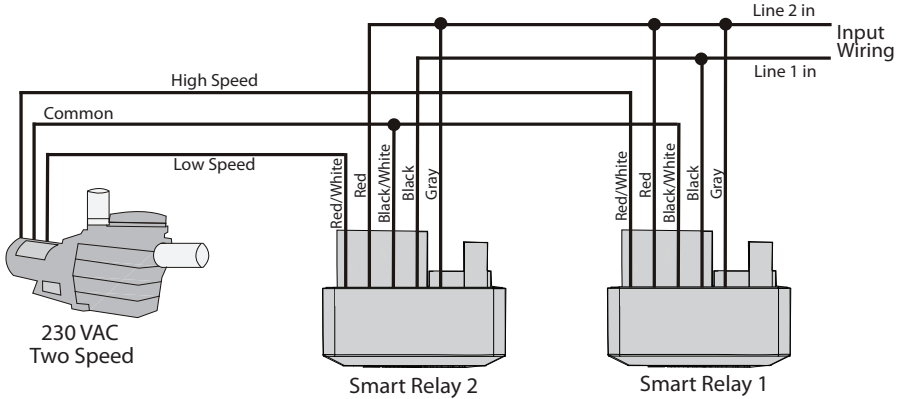 Line 2 in
Input
Wiring
Line 1 in
High Speed
Common
Low Speed
Red/White
Red
Black/White
Black
Gray
Red/White
Red
Black/White
Black
Gray
230 VAC
Two Speed
Smart Relay 2
Smart Relay 1